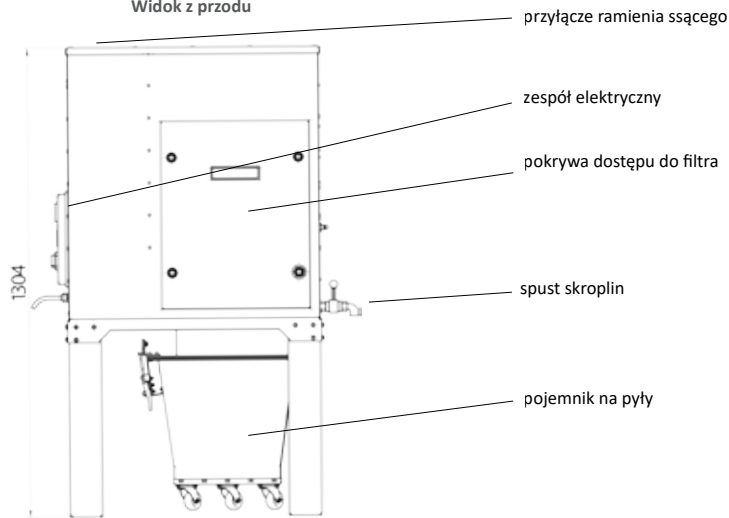 Widok z przodu
przyłącze ramienia ssącego
zespół elektryczny
pokrywa dostępu do filtra
1304
spust skroplin
pojemnik na pyły